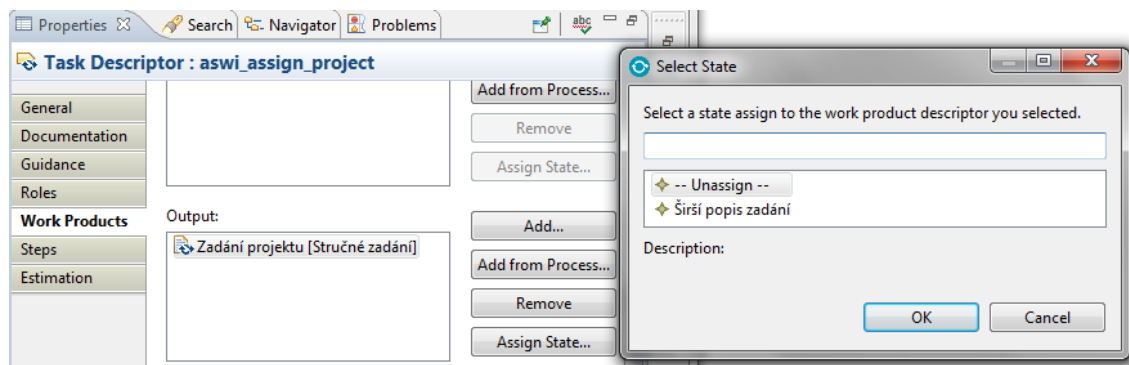 Properties Search Navigator Problems abc
Task Descriptor : aswi_assign_project
General
Documentation
Guidance
Roles
Work Products
Steps
Estimation
Add from Process...
Remove
Assign State...
Output:
Zadání projektu [Stručné zadání]
Add...
Add from Process...
Remove
Assign State...
Select State
Select a state assign to the work product descriptor you selected.
-- Unassign --
Širší popis zadání
Description:
OK Cancel